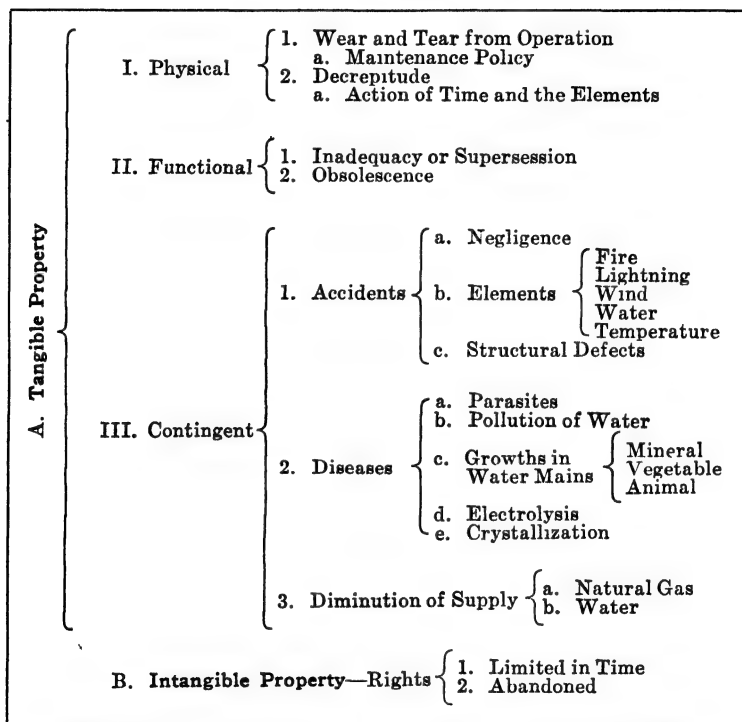 A. Tangible Property
I. Physical
1. Wear and Tear from Operation
a. Maintenance Policy
2. Decrepitude
a. Action of Time and the Elements
II. Functional
1. Inadequacy or Supersession
2. Obsolescence
III. Contingent
1. Accidents
a. Negligence
b. Elements
Fire
Lightning
Wind
Water
Temperature
c. Structural Defects
2. Diseases
a. Parasites
b. Pollution of Water
c. Growths in
Water Mains
Mineral
Vegetable
Animal
d. Electrolysis
e. Crystallization
3. Diminution of Supply
a. Natural Gas
b. Water
B. Intangible Property—Rights
1. Limited in Time
2. Abandoned